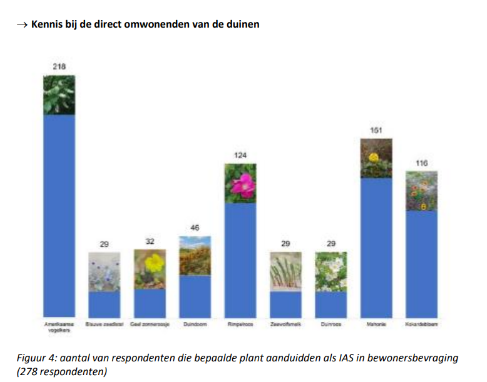 → Kennis bij de direct omwonenden van de duinen
218
29
32
46
124
29
29
151
116
Amerikaanse
vogelkers
Blauwe zeedistel
Geel zonneroosje
Duindoorn
Rimpelroos
Zeewolfsmelk
Duinroos
Mahonie
Kokardebloem
Figuur 4: aantal van respondenten die bepaalde plant aanduidden als IAS in bewonersbevraging
(278 respondenten)